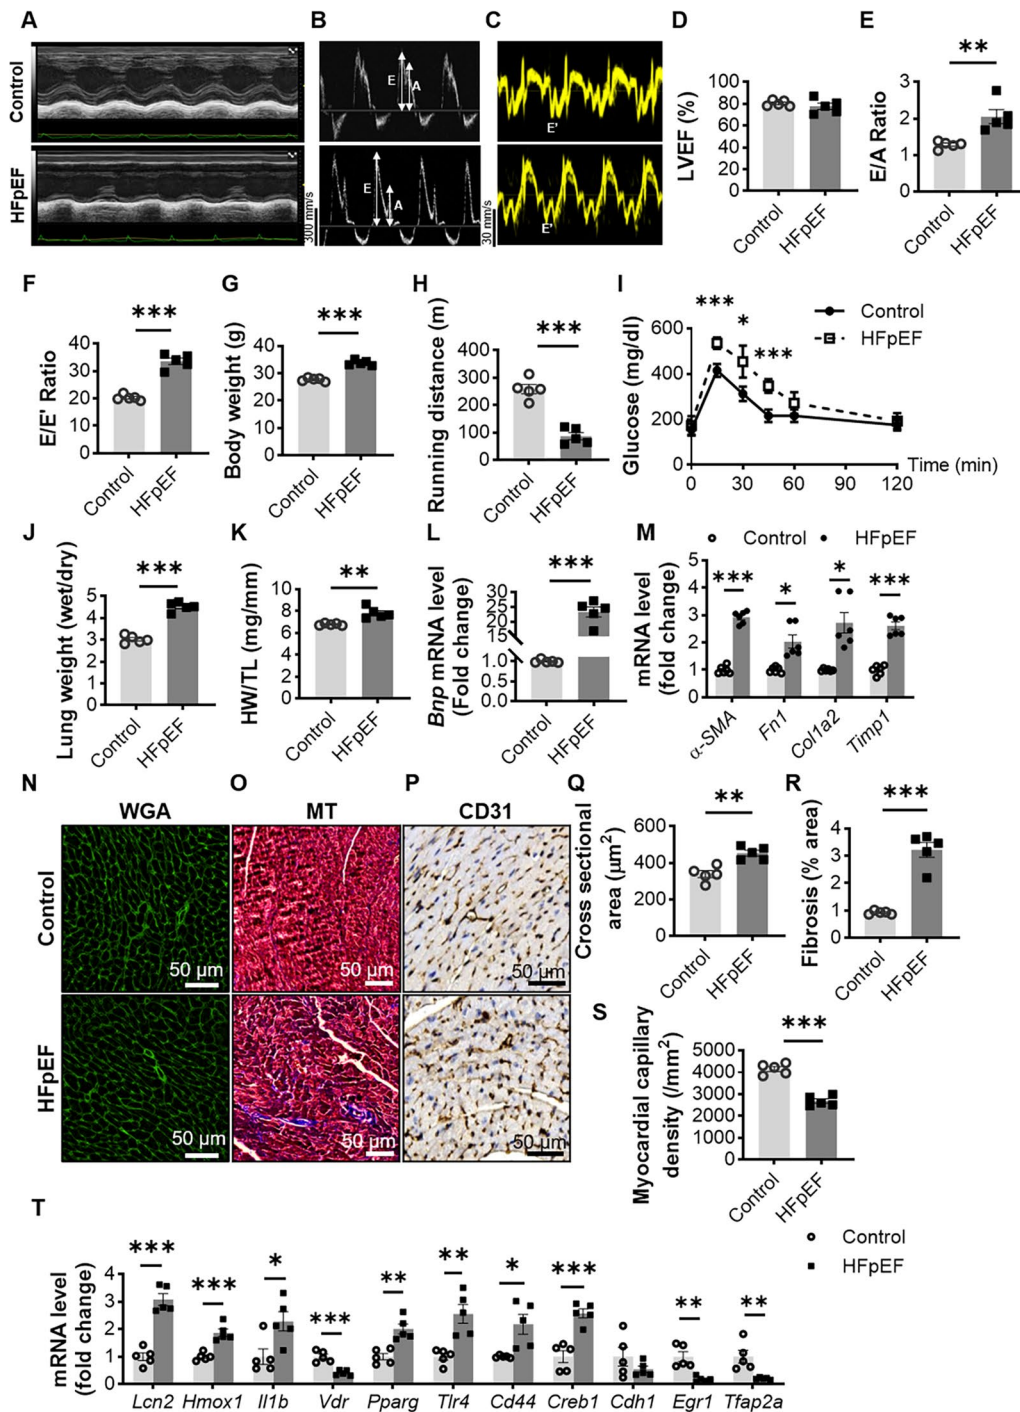 A
B
C
D
E
Control
HFpEF
E
A
E'
E
A
E'
300 mm/s
30 mm/s
LVEF (%)
100
80
60
40
20
0
Control
HFpEF
**
E/A Ratio
3
2
1
0
Control
HFpEF
F
G
H
I
***
E/E' Ratio
40
30
20
10
0
Control
HFpEF
***
Body weight (g)
40
30
20
10
0
Control
HFpEF
***
Running distance (m)
400
300
200
100
0
Control
HFpEF
Control
HFpEF
***
*
***
Glucose (mg/dl)
600
400
200
0
0
30
60
90
120
Time (min)
J
K
L
M
***
Lung weight (wet/dry)
5
4
3
2
1
0
Control
HFpEF
**
HW/TL (mg/mm)
10
8
6
4
2
0
Control
HFpEF
***
Bnp mRNA level
(Fold change)
30
25
20
15
1.0
0.5
0.0
Control
HFpEF
Control
HFpEF
***
*
*
***
mRNA level
(fold change)
5
4
3
2
1
0
α-SMA
Fn1
Col1a2
Timp1
N
O
P
Q
R
WGA
MT
CD31
Control
50 µm
50 µm
50 µm
HFpEF
50 µm
50 µm
50 µm
**
Cross sectional
area (µm²)
600
400
200
0
Control
HFpEF
***
Fibrosis (% area)
4
3
2
1
0
Control
HFpEF
S
***
Myocardial capillary
density (/mm²)
5000
4000
3000
2000
1000
0
Control
HFpEF
T
Control
HFpEF
***
***
*
***
**
**
*
***
**
**
mRNA level
(fold change)
4
3
2
1
0
Lcn2
Hmox1
Il1b
Vdr
Pparg
Tlr4
Cd44
Creb1
Cdh1
Egr1
Tfap2a